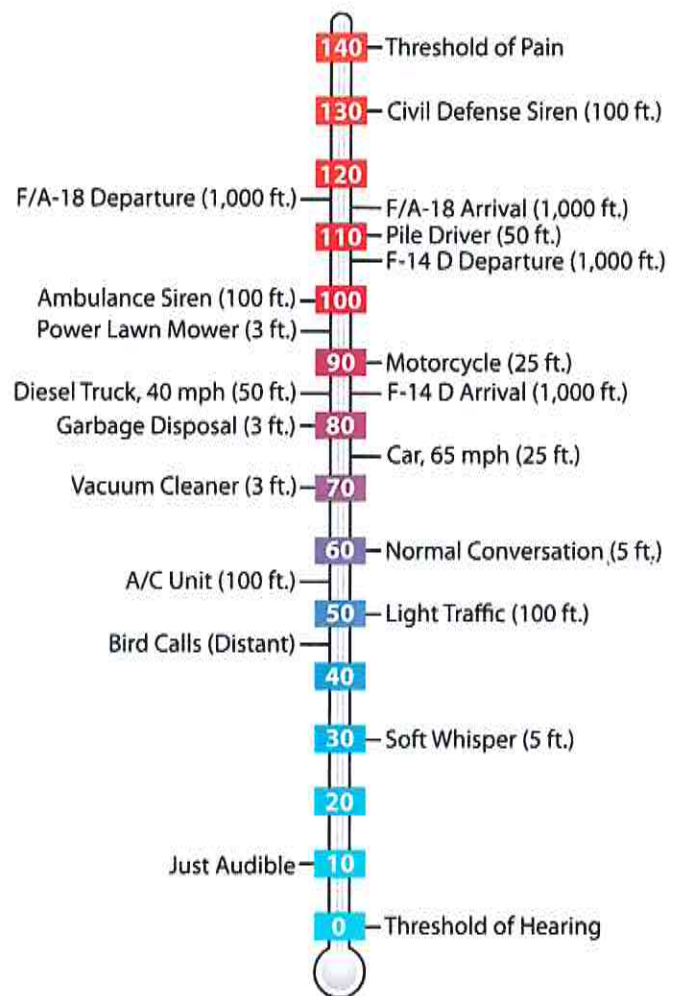 140 Threshold of Pain
130 Civil Defense Siren (100 ft.)
120
F/A-18 Departure (1,000 ft.)
F/A-18 Arrival (1,000 ft.)
110 Pile Driver (50 ft.)
F-14 D Departure (1,000 ft.)
Ambulance Siren (100 ft.) 100
Power Lawn Mower (3 ft.)
90 Motorcycle (25 ft.)
Diesel Truck, 40 mph (50 ft.) F-14 D Arrival (1,000 ft.)
Garbage Disposal (3 ft.) 80
Car, 65 mph (25 ft.)
Vacuum Cleaner (3 ft.) 70
60 Normal Conversation (5 ft.)
A/C Unit (100 ft.)
50 Light Traffic (100 ft.)
Bird Calls (Distant)
40
30 Soft Whisper (5 ft.)
20
Just Audible 10
0 Threshold of Hearing